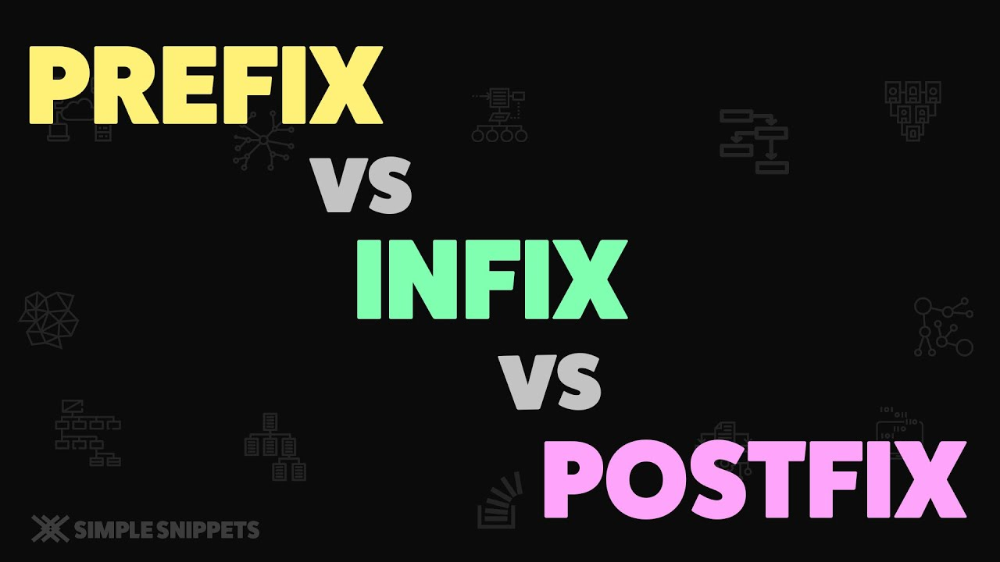 PREFIX
VS
INFIX
VS
POSTFIX
SIMPLE SNIPPETS